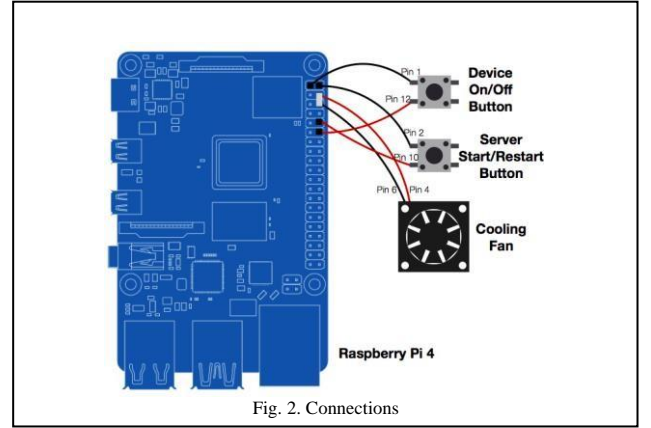 Pin 1
Device
On/Off
Button
Pin 12
Pin 2
Server
Start/Restart
Button
Pin 10
Pin 6
Pin 4
Cooling
Fan
Raspberry Pi 4
Fig. 2. Connections